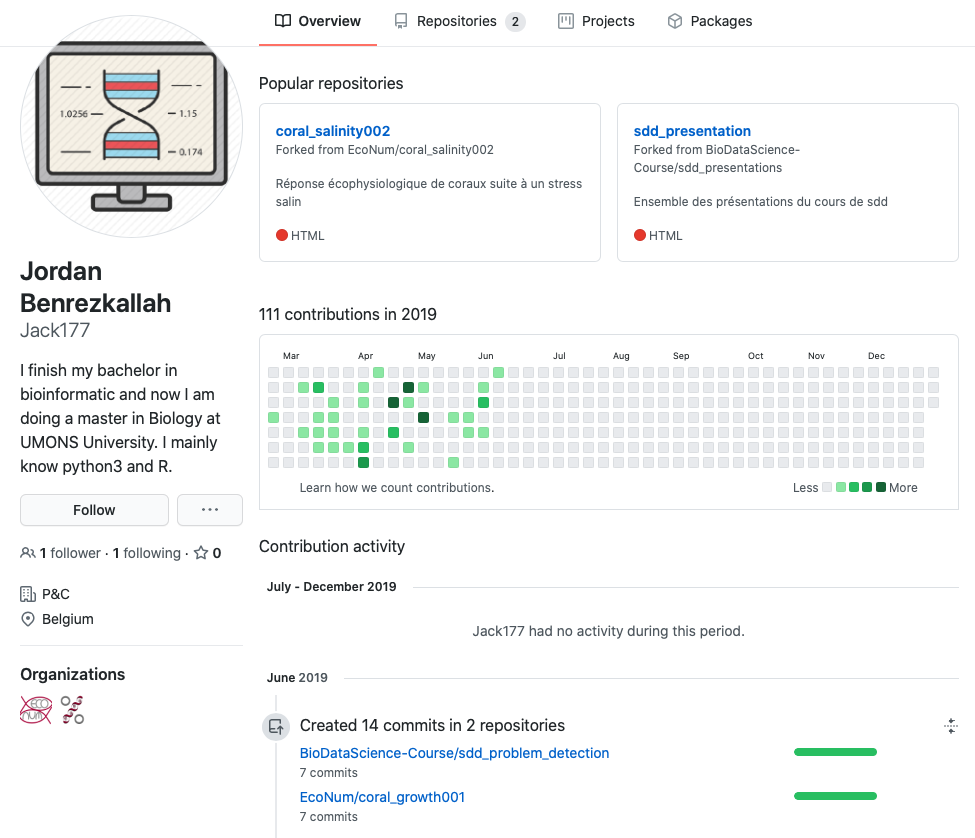 Overview
Repositories 2
Projects
Packages
1.0256
1.15
0.174
Jordan
Benrezkallah
Jack177
I finish my bachelor in
bioinformatic and now I am
doing a master in Biology at
UMONS University. I mainly
know python3 and R.
Follow
...
1 follower · 1 following · 0
P&C
Belgium
Organizations
ECO
NUM
Popular repositories
coral_salinity002
Forked from EcoNum/coral_salinity002
Réponse écophysiologique de coraux suite à un stress
salin
HTML
sdd_presentation
Forked from BioDataScience-
Course/sdd_presentations
Ensemble des présentations du cours de sdd
HTML
111 contributions in 2019
Mar Apr May Jun Jul Aug Sep Oct Nov Dec
Learn how we count contributions.
Less More
Contribution activity
July - December 2019
Jack177 had no activity during this period.
June 2019
Created 14 commits in 2 repositories
BioDataScience-Course/sdd_problem_detection
7 commits
EcoNum/coral_growth001
7 commits